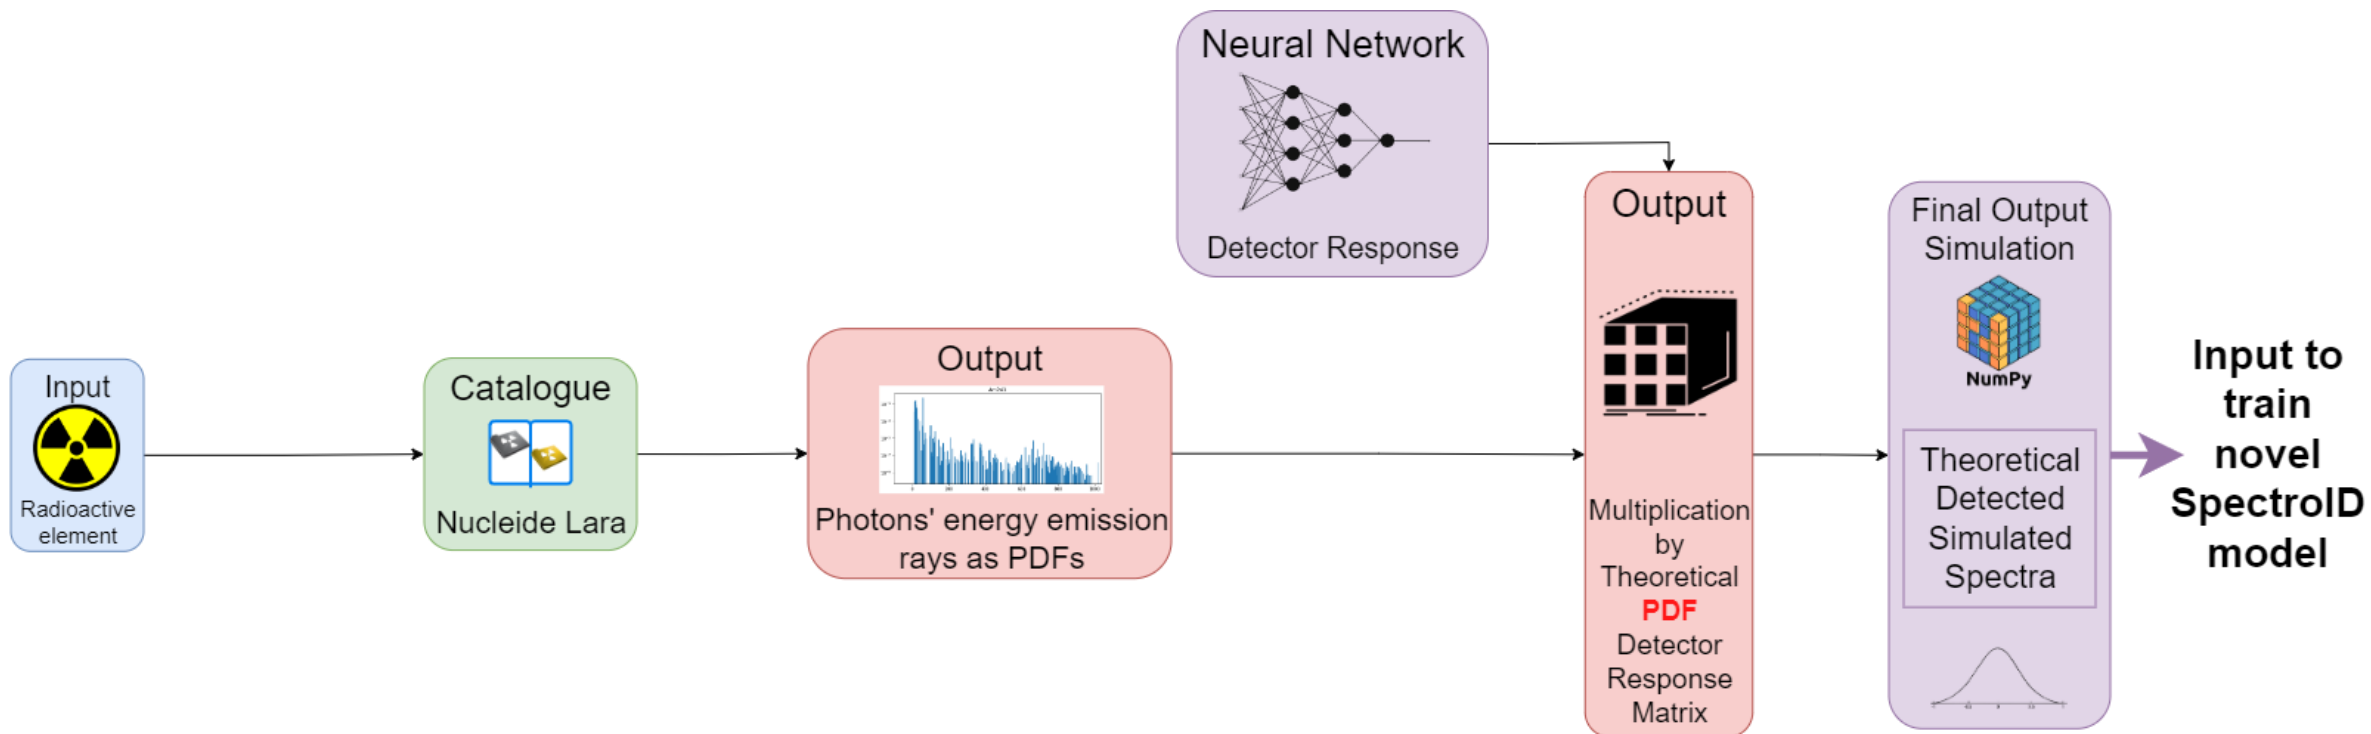 Neural Network
Detector Response
Input
Radioactive
element
Catalogue
Nucleide Lara
Output
Photons' energy emission
rays as PDFs
Output
Multiplication
by
Theoretical
PDF
Detector
Response
Matrix
Final Output
Simulation
NumPy
Theoretical
Detected
Simulated
Spectra
Input to
train
novel
SpectroID
model